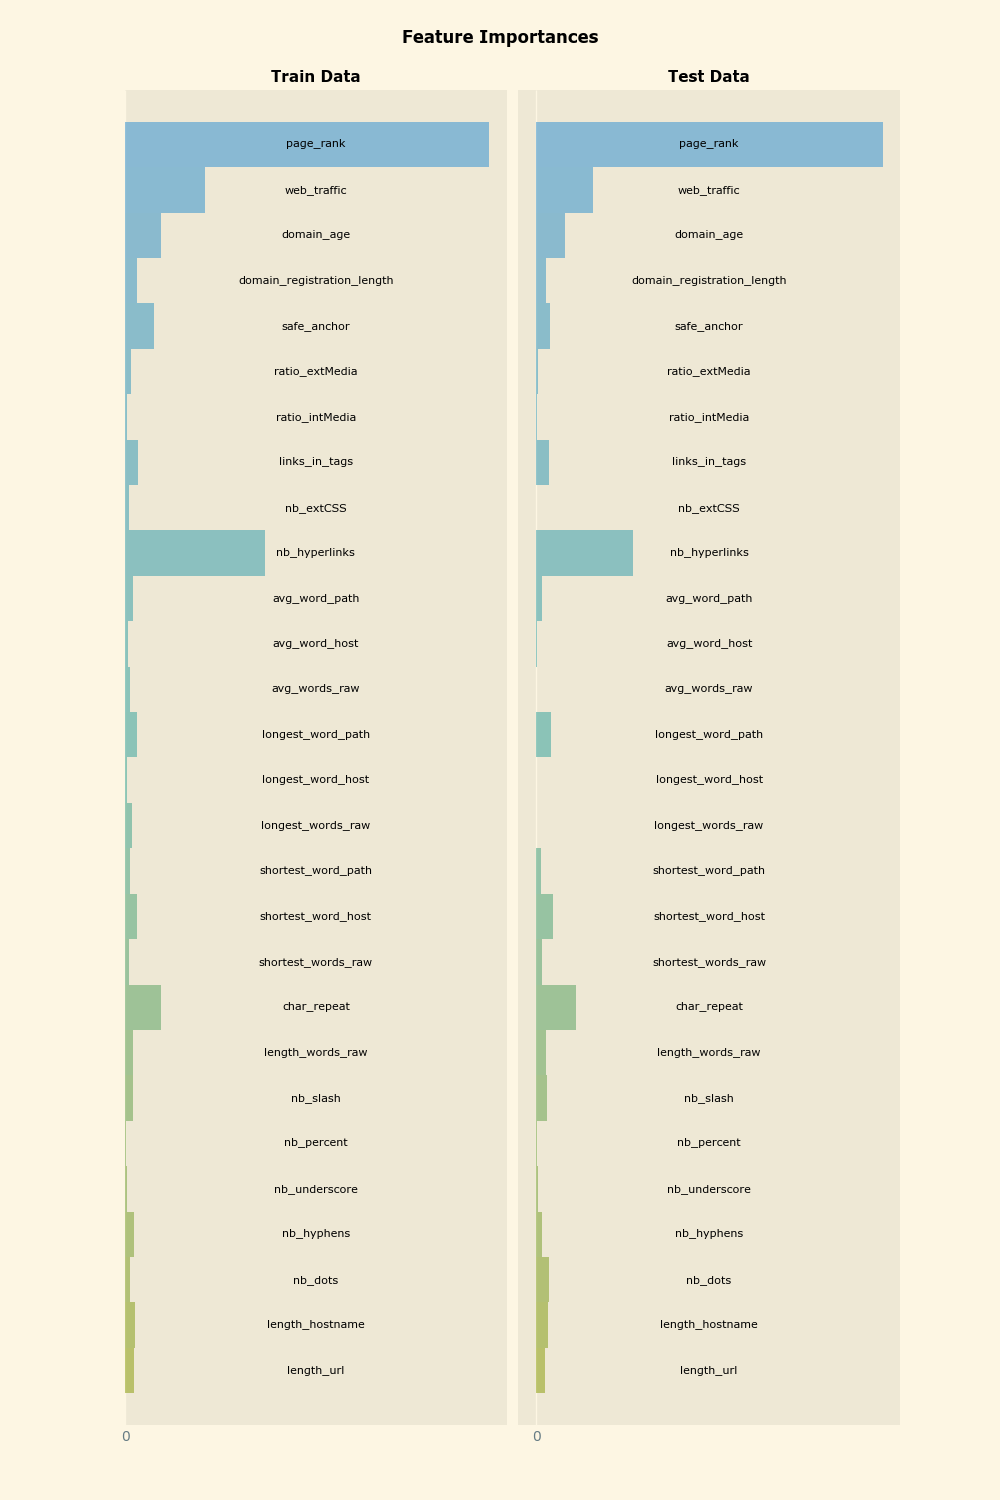 Feature Importances
Train Data
page_rank
web_traffic
domain_age
domain_registration_length
safe_anchor
ratio_extMedia
ratio_intMedia
links_in_tags
nb_extCSS
nb_hyperlinks
avg_word_path
avg_word_host
avg_words_raw
longest_word_path
longest_word_host
longest_words_raw
shortest_word_path
shortest_word_host
shortest_words_raw
char_repeat
length_words_raw
nb_slash
nb_percent
nb_underscore
nb_hyphens
nb_dots
length_hostname
length_url
0
Test Data
page_rank
web_traffic
domain_age
domain_registration_length
safe_anchor
ratio_extMedia
ratio_intMedia
links_in_tags
nb_extCSS
nb_hyperlinks
avg_word_path
avg_word_host
avg_words_raw
longest_word_path
longest_word_host
longest_words_raw
shortest_word_path
shortest_word_host
shortest_words_raw
char_repeat
length_words_raw
nb_slash
nb_percent
nb_underscore
nb_hyphens
nb_dots
length_hostname
length_url
0